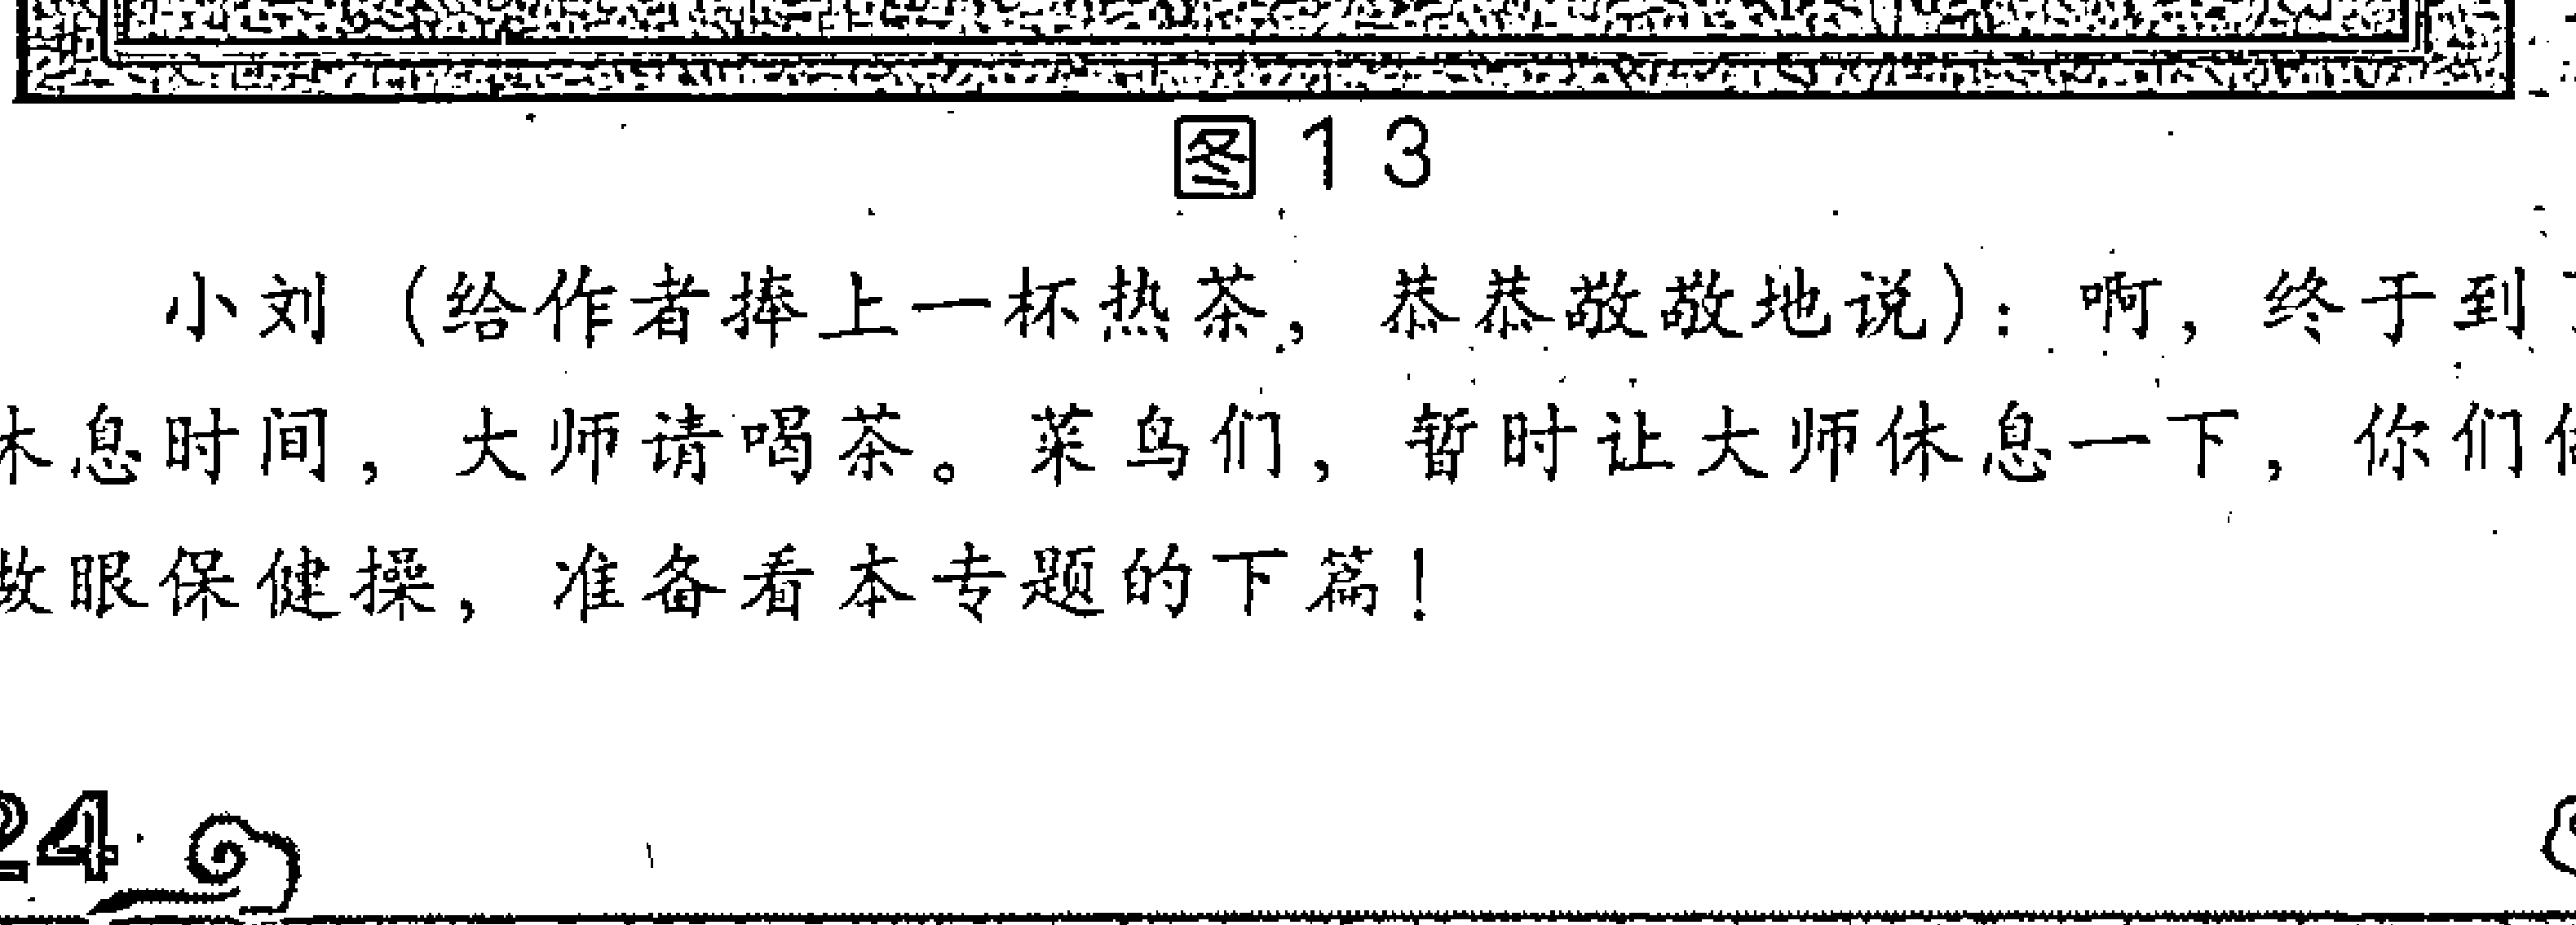 图13
小刘（给作者捧上一杯热茶，恭恭敬敬地说）：啊，终于到
休息时间，大师请喝茶。菜鸟们，暂时让大师休息一下，你们
做眼保健操，准备看本专题的下篇！
24